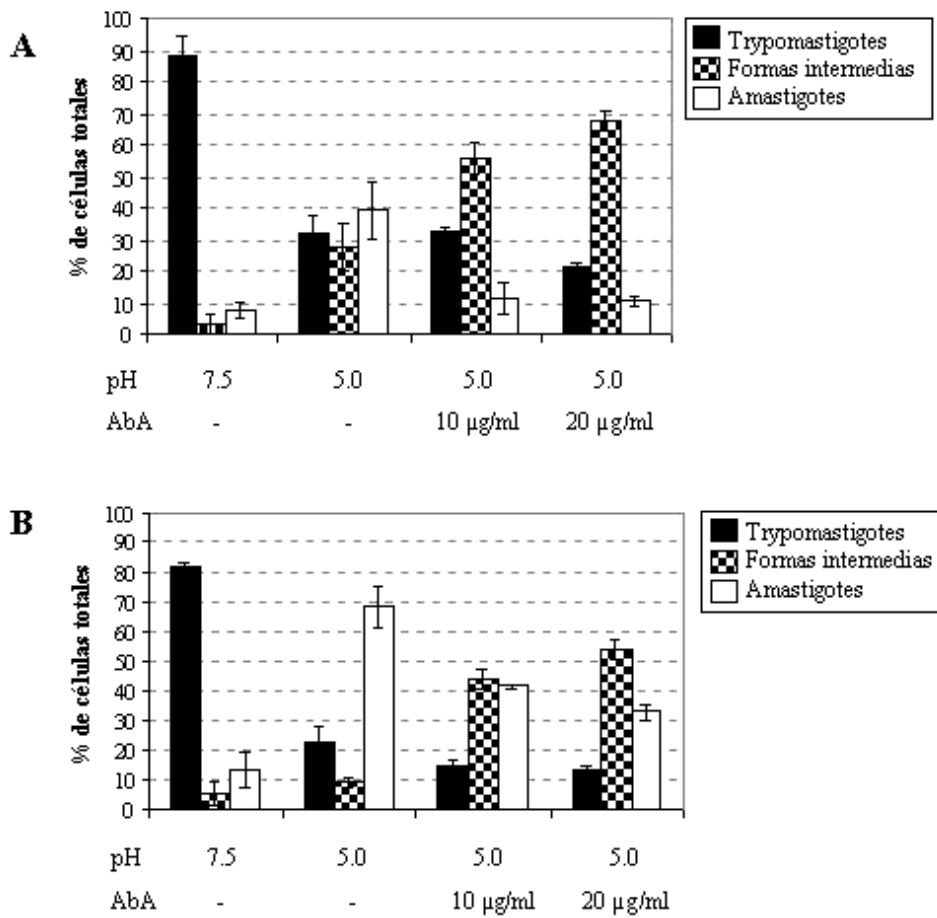 A
% de células totales
100
90
80
70
60
50
40
30
20
10
0
Trypomastigotes
Formas intermedias
Amastigotes
pH 7.5 5.0 5.0 5.0
AbA - - 10 µg/ml 20 µg/ml
B
% de células totales
100
90
80
70
60
50
40
30
20
10
0
Trypomastigotes
Formas intermedias
Amastigotes
pH 7.5 5.0 5.0 5.0
AbA - - 10 µg/ml 20 µg/ml